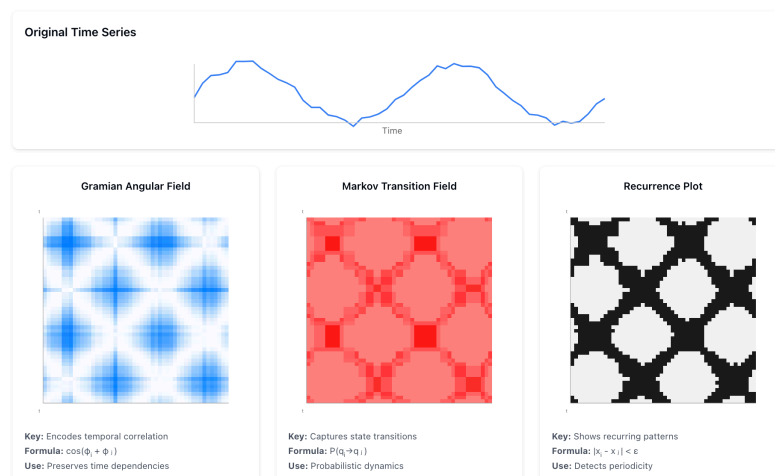 Original Time Series
Time
Gramian Angular Field
Markov Transition Field
Recurrence Plot
Key: Encodes temporal correlation
Formula: cos(ϕᵢ + ϕⱼ)
Use: Preserves time dependencies
Key: Captures state transitions
Formula: P(qᵢ→qⱼ)
Use: Probabilistic dynamics
Key: Shows recurring patterns
Formula: |xᵢ - xⱼ| < ε
Use: Detects periodicity